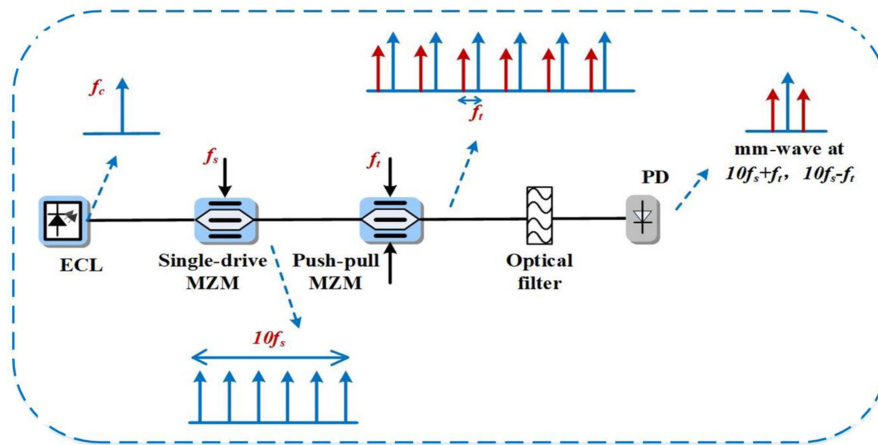 f_c
f_t
f_s
f_t
PD
mm-wave at
10f_s+f_t, 10f_s-f_t
ECL
Single-drive
MZM
Push-pull
MZM
Optical
filter
10f_s